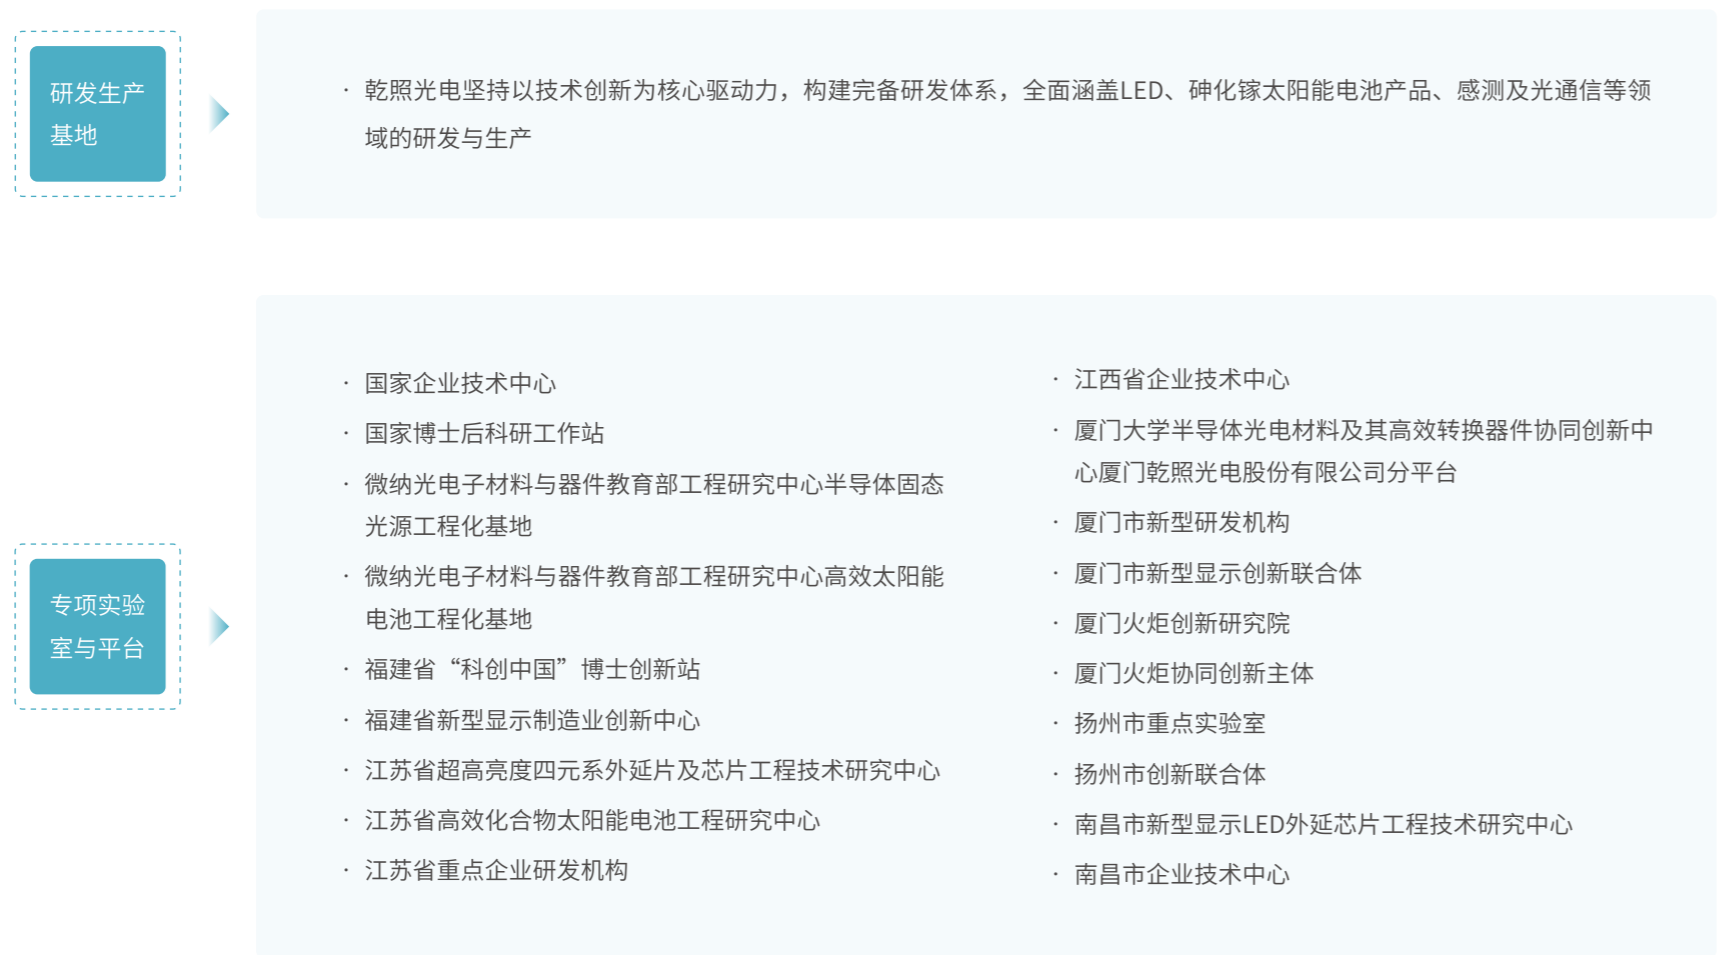 研发生产
基地
· 乾照光电坚持以技术创新为核心驱动力，构建完备研发体系，全面涵盖LED、砷化镓太阳能电池产品、感测及光通信等领
域的研发与生产
专项实验
室与平台
· 国家企业技术中心
· 国家博士后科研工作站
· 微纳光电子材料与器件教育部工程研究中心半导体固态
光源工程化基地
· 微纳光电子材料与器件教育部工程研究中心高效太阳能
电池工程化基地
· 福建省“科创中国”博士创新站
· 福建省新型显示制造业创新中心
· 江苏省超高亮度四元系外延片及芯片工程技术研究中心
· 江苏省高效化合物太阳能电池工程研究中心
· 江苏省重点企业研发机构
· 江西省企业技术中心
· 厦门大学半导体光电材料及其高效转换器件协同创新中
心厦门乾照光电股份有限公司分平台
· 厦门市新型研发机构
· 厦门市新型显示创新联合体
· 厦门火炬创新研究院
· 厦门火炬协同创新主体
· 扬州市重点实验室
· 扬州市创新联合体
· 南昌市新型显示LED外延芯片工程技术研究中心
· 南昌市企业技术中心